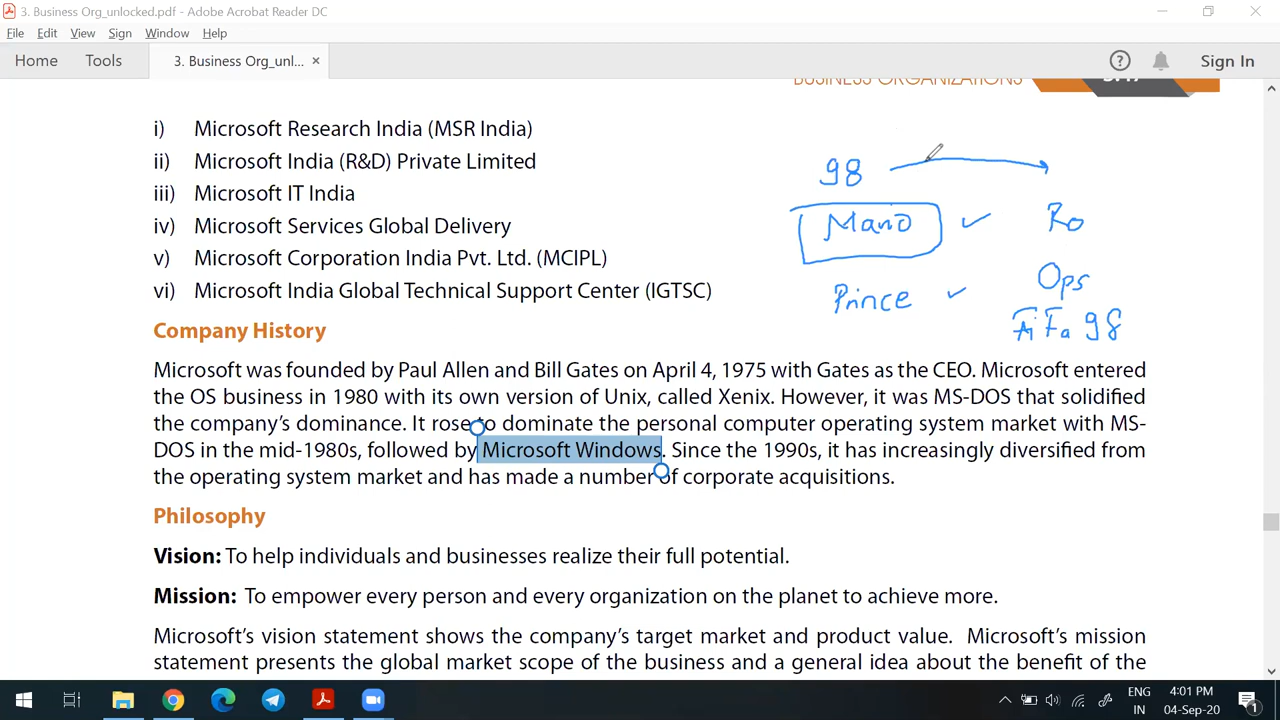 3. Business Org_unlocked.pdf - Adobe Acrobat Reader DC
File Edit View Sign Window Help
Home Tools 3. Business Org_unl... × ? Sign In
BUSINESS ORGANIZATIONS
i) Microsoft Research India (MSR India)
ii) Microsoft India (R&D) Private Limited
iii) Microsoft IT India
iv) Microsoft Services Global Delivery
v) Microsoft Corporation India Pvt. Ltd. (MCIPL)
vi) Microsoft India Global Technical Support Center (IGTSC)
98
Mano Ro
Prince Ops
Fa 98
Company History
Microsoft was founded by Paul Allen and Bill Gates on April 4, 1975 with Gates as the CEO. Microsoft entered
the OS business in 1980 with its own version of Unix, called Xenix. However, it was MS-DOS that solidified
the company's dominance. It rose to dominate the personal computer operating system market with MS-
DOS in the mid-1980s, followed by Microsoft Windows. Since the 1990s, it has increasingly diversified from
the operating system market and has made a number of corporate acquisitions.
Philosophy
Vision: To help individuals and businesses realize their full potential.
Mission: To empower every person and every organization on the planet to achieve more.
Microsoft's vision statement shows the company's target market and product value. Microsoft's mission
statement presents the global market scope of the business and a general idea about the benefit of the
ENG 4:01 PM
IN 04-Sep-20 1